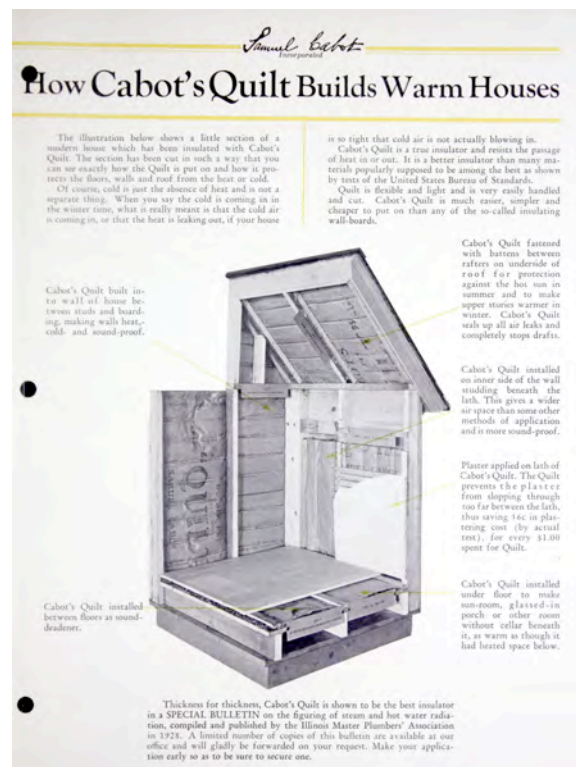 Samuel Cabot
Incorporated
How Cabot's Quilt Builds Warm Houses
The illustration below shows a little section of a
modern house which has been insulated with Cabot's
Quilt. The section has been cut in such a way that you
can see exactly how the Quilt is put on and how it pro-
tects the floors, walls and roof from the heat or cold.
Of course, cold is just the absence of heat and is not a
separate thing. When you say the cold is coming in in
the winter time, what is really meant is that the cold air
is coming in, or that the heat is leaking out, if your house
is so tight that cold air is not actually blowing in.
Cabot's Quilt is a true insulator and resists the passage
of heat in or out. It is a better insulator than many ma-
terials popularly supposed to be among the best as shown
by tests of the United States Bureau of Standards.
Quilt is flexible and light and is very easily handled
and cut. Cabot's Quilt is much easier, simpler and
cheaper to put on than any of the so-called insulating
wall-boards.
Cabot's Quilt built in-
to wall of house be-
tween studs and board-
ing, making walls heat,-
cold- and sound-proof.
Cabot's Quilt fastened
with battens between
rafters on underside of
roof for protection
against the hot sun in
summer and to make
upper stories warmer in
winter. Cabot's Quilt
seals up all air leaks and
completely stops drafts.
Cabot's Quilt installed
on inner side of the wall
studding beneath the
lath. This gives a wider
air space than some other
methods of application
and is more sound-proof.
QUILT
Plaster applied on lath of
Cabot's Quilt. The Quilt
prevents the plaster
from slopping through
too far between the lath,
thus saving 56c in plas-
tering cost (by actual
test), for every $1.00
spent for Quilt.
Cabot's Quilt installed
between floors as sound-
deadener.
Cabot's Quilt installed
under floor to make
sun-room, glassed-in
porch or other room
without cellar beneath
it, as warm as though it
had heated space below.
Thickness for thickness, Cabot's Quilt is shown to be the best insulator
in a SPECIAL BULLETIN on the figuring of steam and hot water radia-
tion, compiled and published by the Illinois Master Plumbers' Association
in 1928. A limited number of copies of this bulletin are available at our
office and will gladly be forwarded on your request. Make your applica-
tion early so as to be sure to secure one.